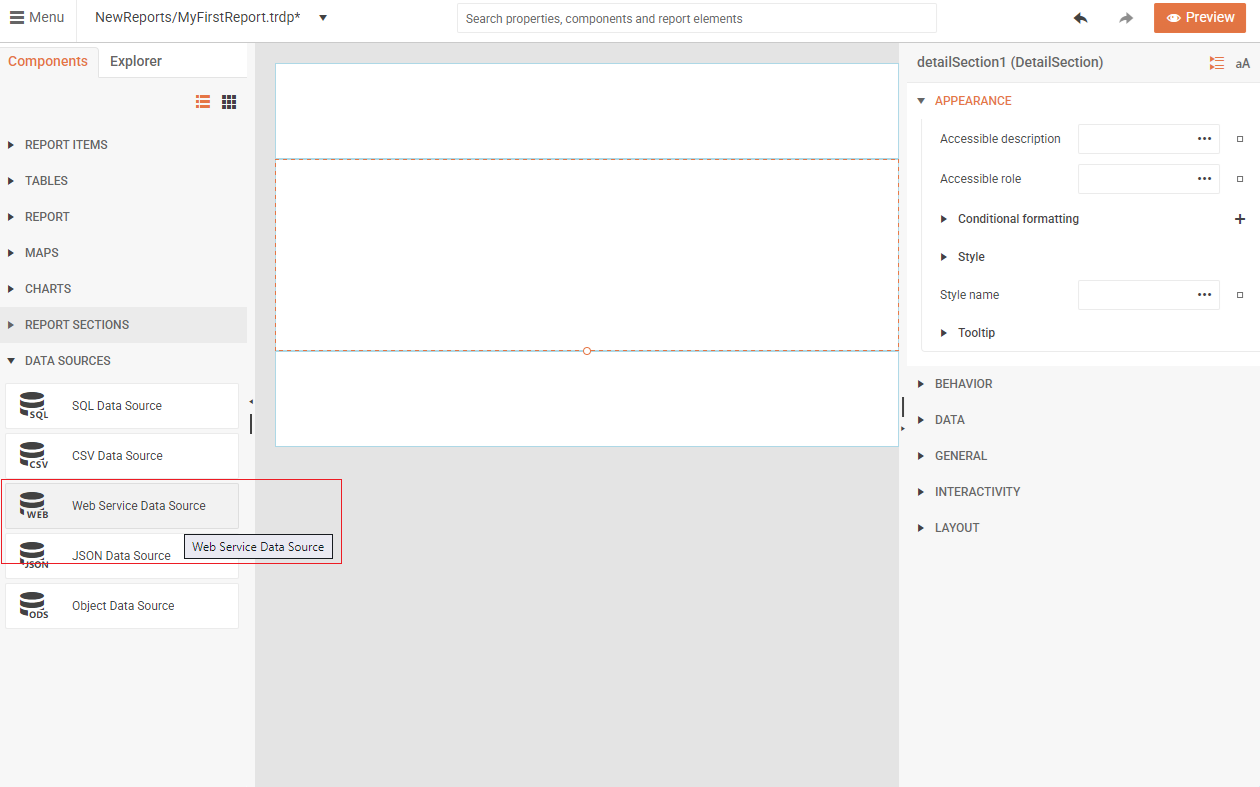 Menu
NewReports/MyFirstReport.trdp*
Search properties, components and report elements
Preview
Components
Explorer
REPORT ITEMS
TABLES
REPORT
MAPS
CHARTS
REPORT SECTIONS
DATA SOURCES
SQL
SQL Data Source
CSV
CSV Data Source
WEB
Web Service Data Source
Web Service Data Source
JSON
JSON Data Source
ODS
Object Data Source
detailSection1 (DetailSection)
aA
APPEARANCE
Accessible description
•••
Accessible role
•••
Conditional formatting
+
Style
Style name
•••
Tooltip
BEHAVIOR
DATA
GENERAL
INTERACTIVITY
LAYOUT